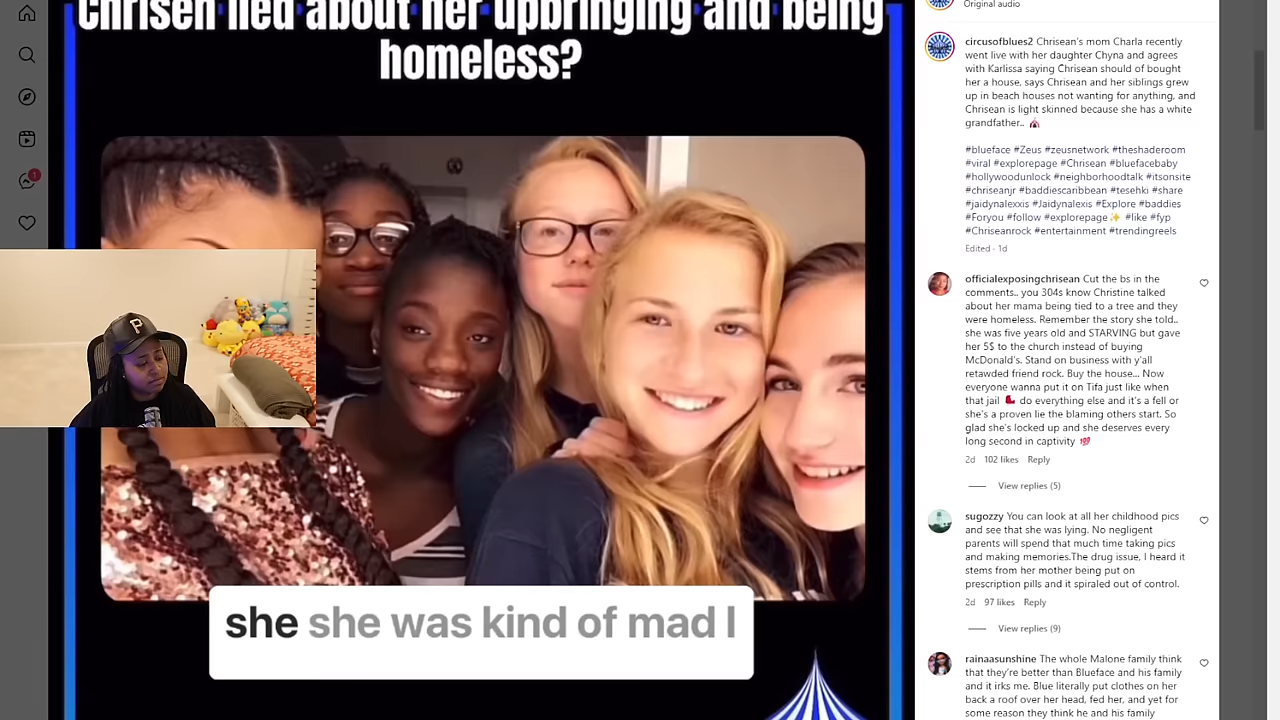 Chrisen lied about her upbringing and being
homeless?
she she was kind of mad I
P
1
Original audio
circusofblues2 Chrisean's mom Charla recently
went live with her daughter Chyna and agrees
with Karlissa saying Chrisean should of bought
her a house, says Chrisean and her siblings grew
up in beach houses not wanting for anything, and
Chrisean is light skinned because she has a white
grandfather..
#blueface #Zeus #zeusnetwork #theshaderoom
#viral #explorepage #Chrisean #bluefacebaby
#hollywoodunlock #neighborhoodtalk #itsonsite
#chriseanjr #baddiescaribbean #tesehki #share
#jaidynalexxis #Jaidynalexis #Explore #baddies
#Foryou #follow #explorepage✨ #like #fyp
#Chriseanrock #entertainment #trendingreels
Edited · 1d
officialexposingchrisean Cut the bs in the
comments.. you 304s know Christine talked
about her mama being tied to a tree and they
were homeless. Remember the story she told..
she was five years old and STARVING but gave
her 5$ to the church instead of buying
McDonald's. Stand on business with y'all
retawded friend rock. Buy the house... Now
everyone wanna put it on Tifa just like when
that jail do everything else and it's a fell or
she's a proven lie the blaming others start. So
glad she's locked up and she deserves every
long second in captivity 💯
2d 102 likes Reply
View replies (5)
sugozzy You can look at all her childhood pics
and see that she was lying. No negligent
parents will spend that much time taking pics
and making memories.The drug issue, I heard it
stems from her mother being put on
prescription pills and it spiraled out of control.
2d 97 likes Reply
View replies (9)
rainaasunshine The whole Malone family think
that they're better than Blueface and his family
and it irks me. Blue literally put clothes on her
back a roof over her head, fed her, and yet for
some reason they think he and his family